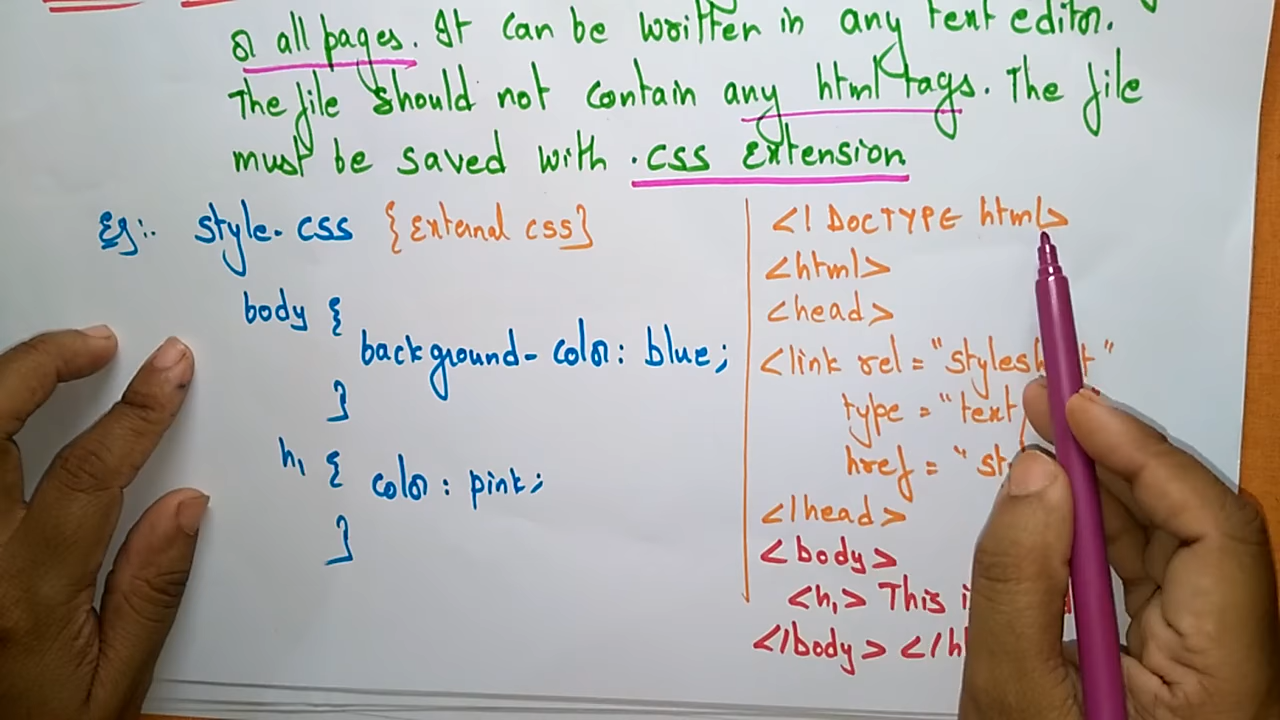 or all pages. It can be written in any text editor.
The file should not contain any html tags. The file
must be saved with .css extension
Eg:. style.css {External css}
body {
background-color: blue;
}
h1 {
color: pink;
}
<! DOCTYPE html>
<html>
<head>
<link rel = "stylesheet"
type = "text/
href = "
</head>
<body>
<h1> This
</body> </h